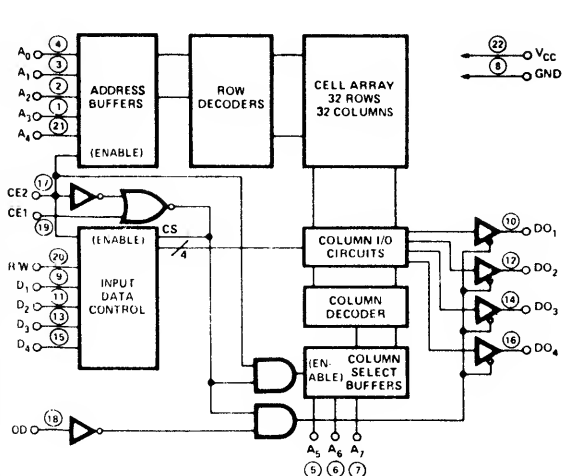 A0 4
A1 3
A2 2
A3 1
A4 21
ADDRESS
BUFFERS
(ENABLE)
ROW
DECODERS
CELL ARRAY
32 ROWS
32 COLUMNS
22 VCC
8 GND
17
CE2
CE1
19
(ENABLE)
CS
4
INPUT
DATA
CONTROL
R/W 20
D1 9
D2 11
D3 13
D4 15
COLUMN I/O
CIRCUITS
COLUMN
DECODER
(EN-
ABLE)
COLUMN
SELECT
BUFFERS
10 DO1
12 DO2
14 DO3
16 DO4
OD 18
A5 A6 A7
5 6 7